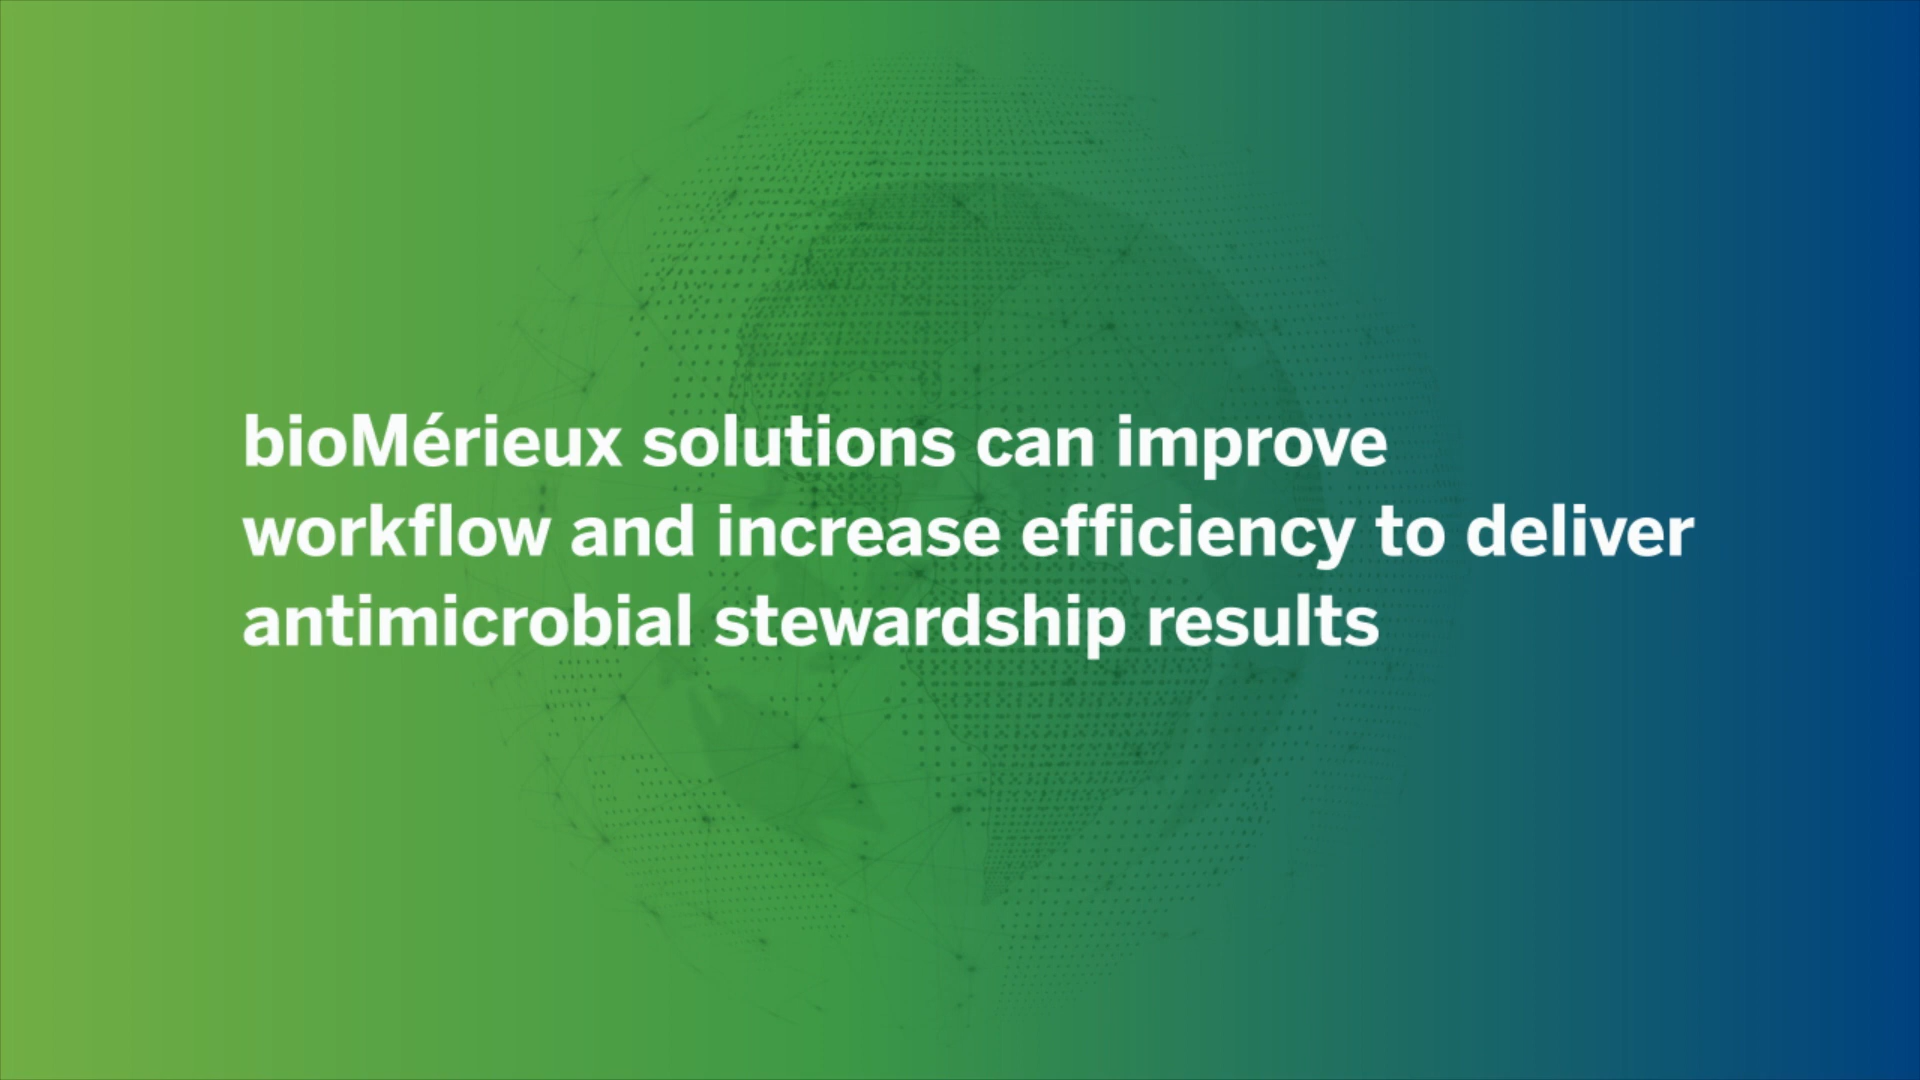 bioMérieux solutions can improve
workflow and increase efficiency to deliver
antimicrobial stewardship results